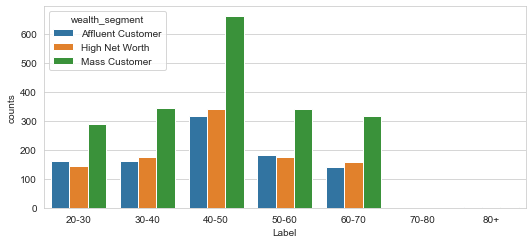 wealth_segment
Affluent Customer
High Net Worth
Mass Customer
600
500
400
300
200
100
0
counts
20-30 30-40 40-50 50-60 60-70 70-80 80+
Label